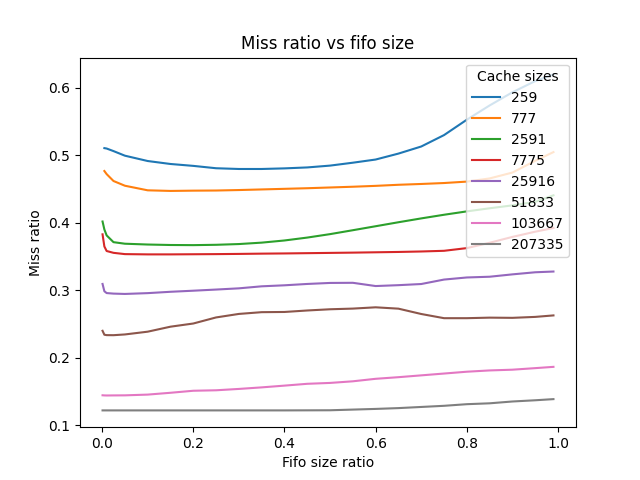 Miss ratio vs fifo size
Miss ratio
0.6
0.5
0.4
0.3
0.2
0.1
Cache sizes
259
777
2591
7775
25916
51833
103667
207335
0.0 0.2 0.4 0.6 0.8 1.0
Fifo size ratio